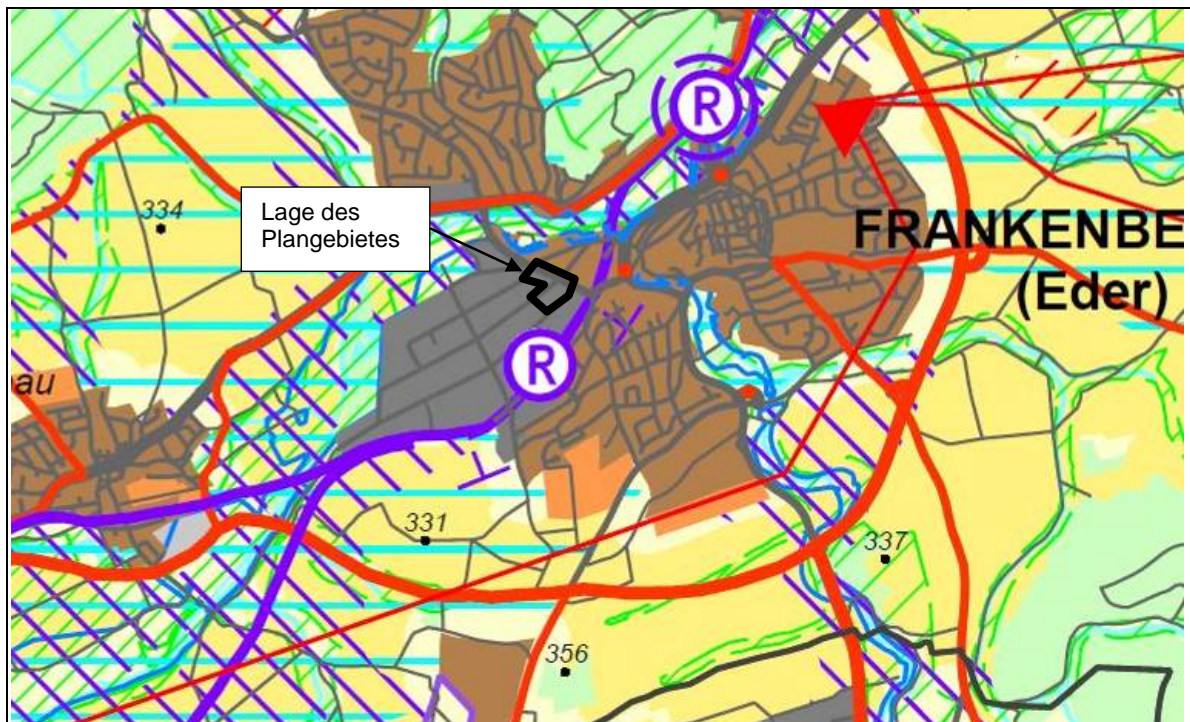 R
334
Lage des
Plangebietes
FRANKENBE
(Eder)
R
au
331
337
356